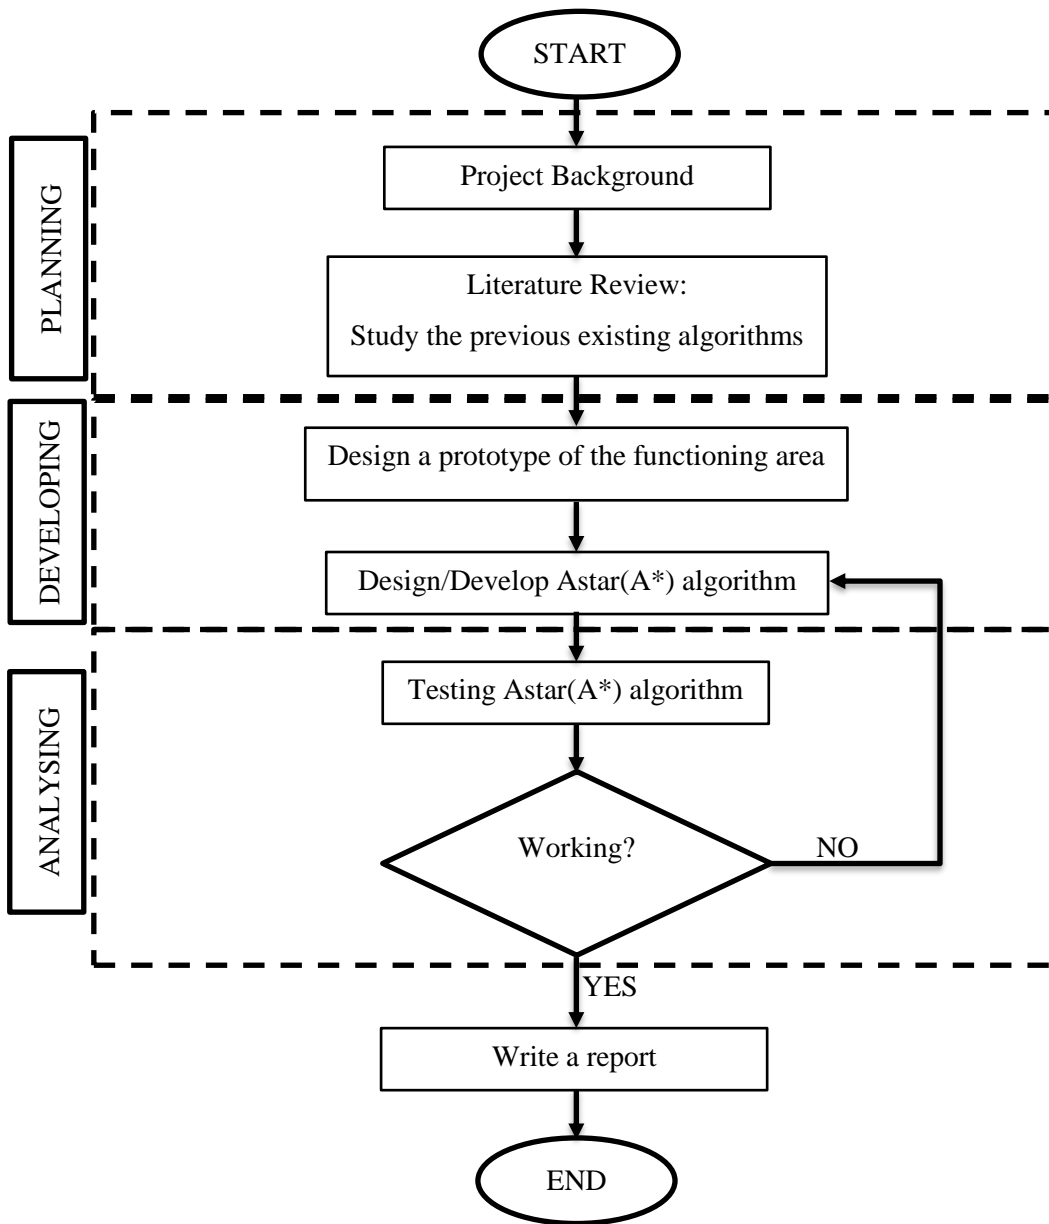 START
PLANNING
Project Background
Literature Review:
Study the previous existing algorithms
DEVELOPING
Design a prototype of the functioning area
Design/Develop Astar(A*) algorithm
ANALYSING
Testing Astar(A*) algorithm
Working?
NO
YES
Write a report
END